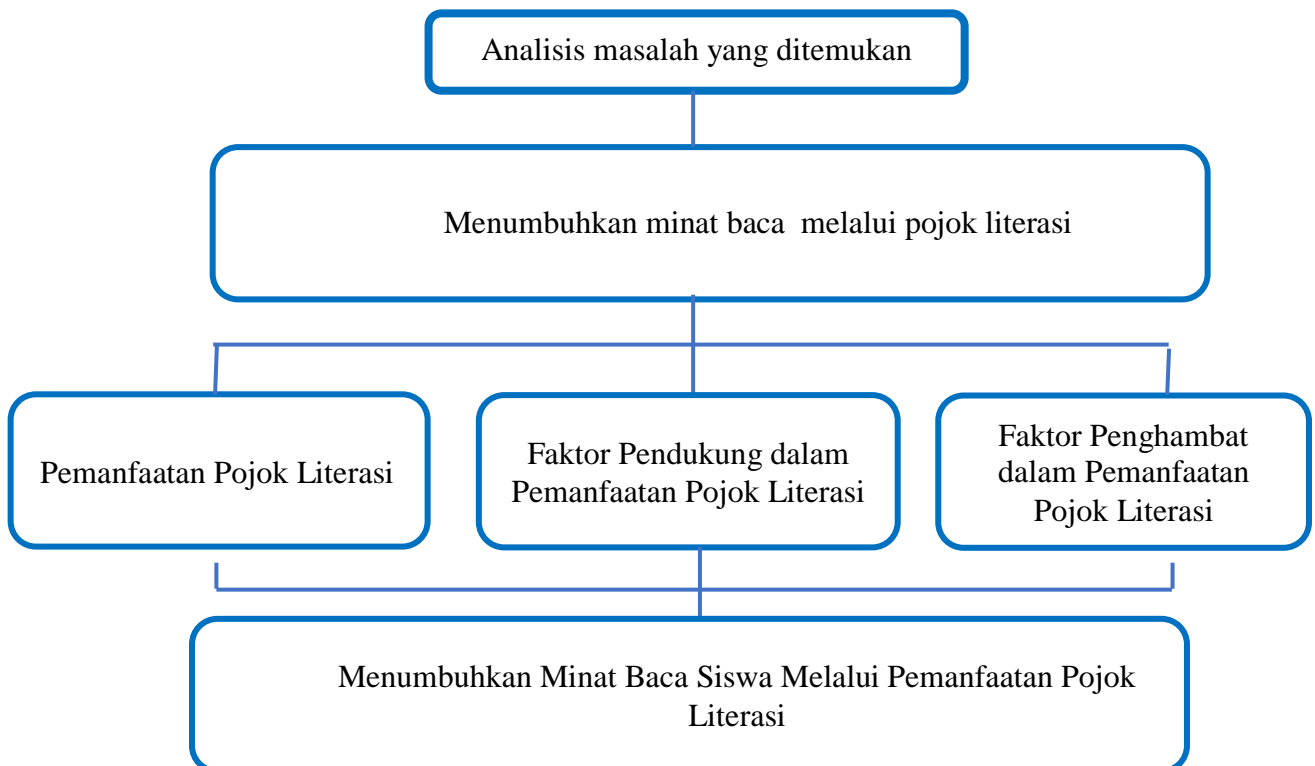 Analisis masalah yang ditemukan
Menumbuhkan minat baca  melalui pojok literasi
Pemanfaatan Pojok Literasi
Faktor Pendukung dalam
Pemanfaatan Pojok Literasi
Faktor Penghambat
dalam Pemanfaatan
Pojok Literasi
Menumbuhkan Minat Baca Siswa Melalui Pemanfaatan Pojok
Literasi